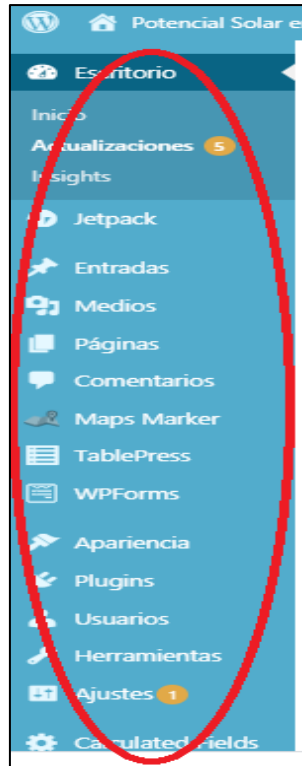 Potencial Solar e
Escritorio
Inicio
Actualizaciones 5
Insights
Jetpack
Entradas
Medios
Páginas
Comentarios
Maps Marker
TablePress
WPForms
Apariencia
Plugins
Usuarios
Herramientas
Ajustes 1
Calculated Fields